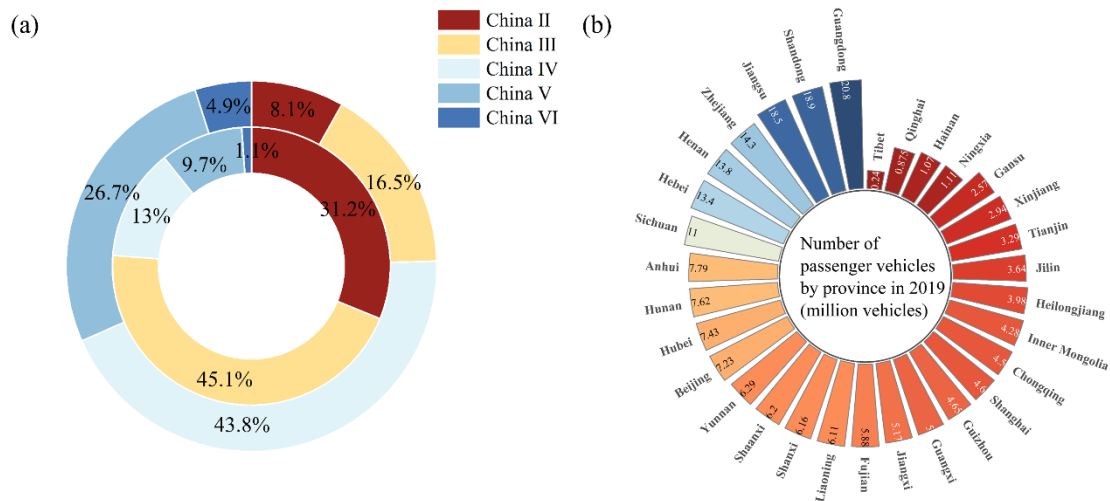 (a)
China II
China III
China IV
China V
China VI
4.9%
8.1%
1.1%
9.7%
16.5%
26.7%
13%
31.2%
45.1%
43.8%
(b)
Guangdong
20.8
Shandong
18.9
Jiangsu
18.5
Zhejiang
14.3
Henan
13.8
Hebei
13.4
Sichuan
11
Anhui
7.79
Hunan
7.62
Hubei
7.43
Beijing
7.23
Yunnan
6.29
Shaanxi
6.2
Shanxi
6.16
Liaoning
6.11
Fujian
5.88
Jiangxi
5.17
Guangxi
5
Guizhou
4.65
Shanghai
4.6
Chongqing
4.5
Inner Mongolia
4.28
Heilongjiang
3.98
Jilin
3.64
Tianjin
3.29
Xinjiang
2.94
Gansu
2.57
Ningxia
1.11
Hainan
1.07
Qinghai
0.875
Tibet
0.24
Number of
passenger vehicles
by province in 2019
(million vehicles)